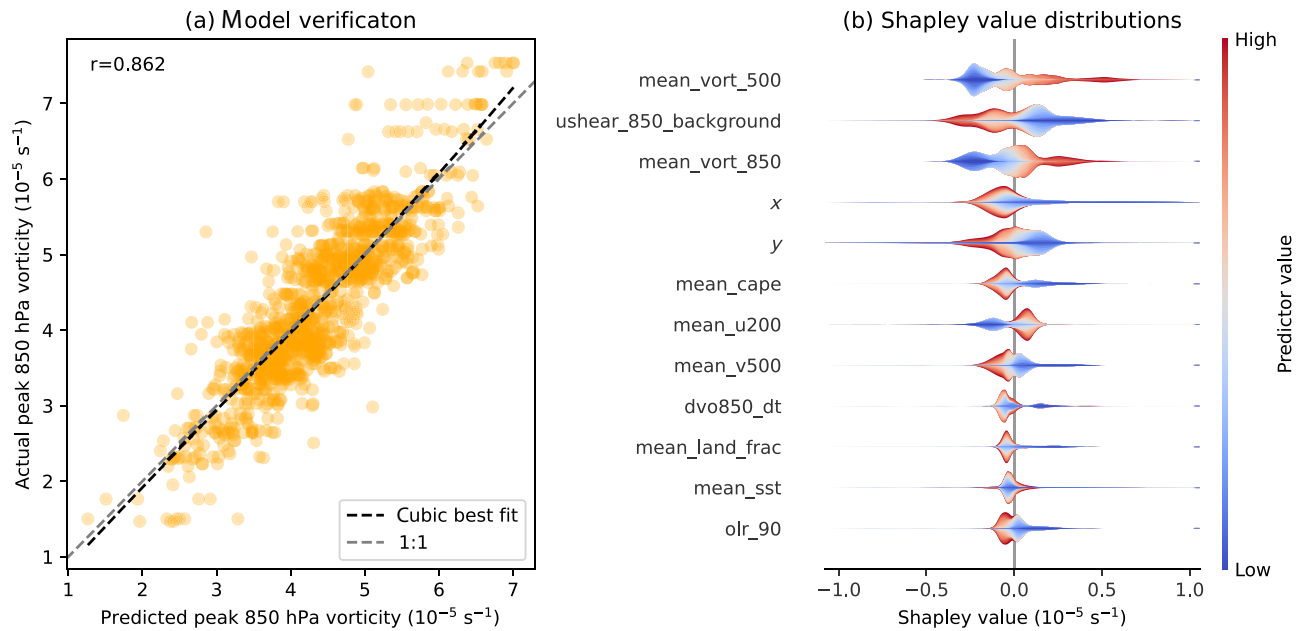 (a) Model verificaton
r=0.862
7
6
5
4
3
2
1
Actual peak 850 hPa vorticity (10⁻⁵ s⁻¹)
Cubic best fit
1:1
1 2 3 4 5 6 7
Predicted peak 850 hPa vorticity (10⁻⁵ s⁻¹)
(b) Shapley value distributions
mean_vort_500
ushear_850_background
mean_vort_850
x
y
mean_cape
mean_u200
mean_v500
dvo850_dt
mean_land_frac
mean_sst
olr_90
−1.0 −0.5 0.0 0.5 1.0
Shapley value (10⁻⁵ s⁻¹)
High
Predictor value
Low